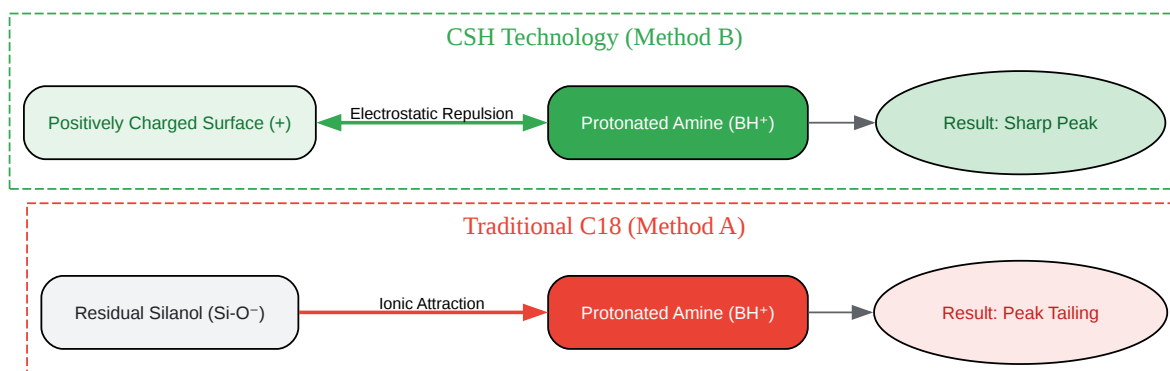 CSH Technology (Method B)
Positively Charged Surface (+)
Electrostatic Repulsion
Protonated Amine (BH⁺)
Result: Sharp Peak
Traditional C18 (Method A)
Residual Silanol (Si-O⁻)
Ionic Attraction
Protonated Amine (BH⁺)
Result: Peak Tailing